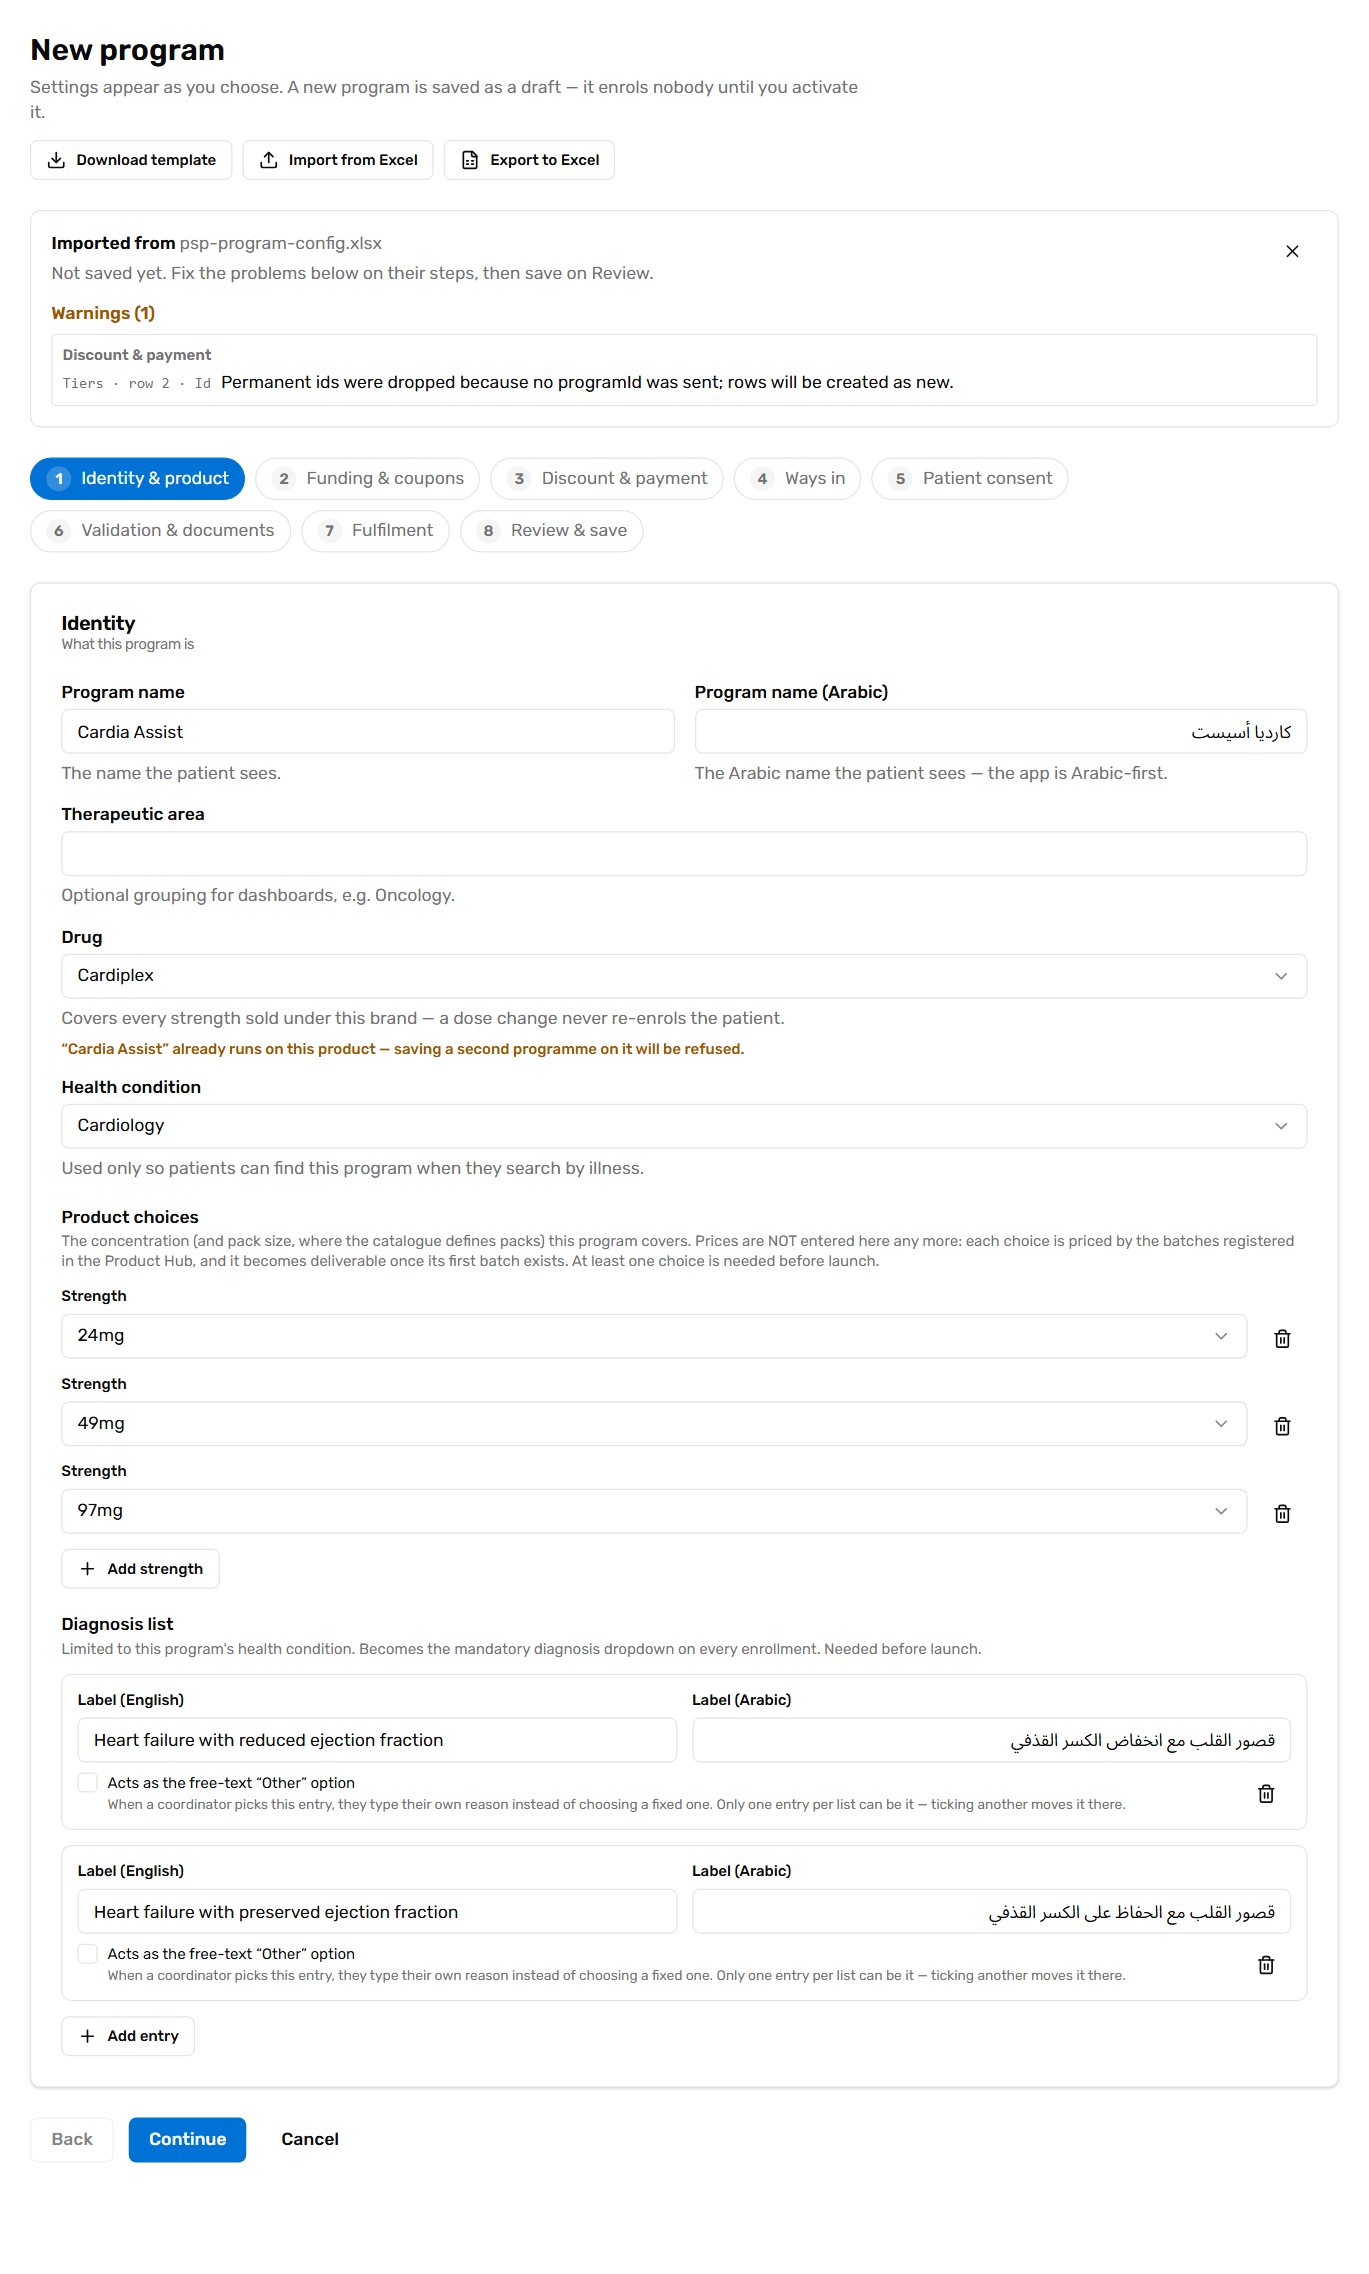 New program
Settings appear as you choose. A new program is saved as a draft — it enrols nobody until you activate
it.
Download template
Import from Excel
Export to Excel
Imported from psp-program-config.xlsx
Not saved yet. Fix the problems below on their steps, then save on Review.
Warnings (1)
Discount & payment
Tiers · row 2 · Id Permanent ids were dropped because no programId was sent; rows will be created as new.
1 Identity & product
2 Funding & coupons
3 Discount & payment
4 Ways in
5 Patient consent
6 Validation & documents
7 Fulfilment
8 Review & save
Identity
What this program is
Program name
Cardia Assist
The name the patient sees.
Program name (Arabic)
كارديا أسيست
The Arabic name the patient sees — the app is Arabic-first.
Therapeutic area
Optional grouping for dashboards, e.g. Oncology.
Drug
Cardiplex
Covers every strength sold under this brand — a dose change never re-enrols the patient.
“Cardia Assist” already runs on this product — saving a second programme on it will be refused.
Health condition
Cardiology
Used only so patients can find this program when they search by illness.
Product choices
The concentration (and pack size, where the catalogue defines packs) this program covers. Prices are NOT entered here any more: each choice is priced by the batches registered
in the Product Hub, and it becomes deliverable once its first batch exists. At least one choice is needed before launch.
Strength
24mg
Strength
49mg
Strength
97mg
Add strength
Diagnosis list
Limited to this program's health condition. Becomes the mandatory diagnosis dropdown on every enrollment. Needed before launch.
Label (English)
Heart failure with reduced ejection fraction
Label (Arabic)
قصور القلب مع انخفاض الكسر القذفي
Acts as the free-text “Other” option
When a coordinator picks this entry, they type their own reason instead of choosing a fixed one. Only one entry per list can be it — ticking another moves it there.
Label (English)
Heart failure with preserved ejection fraction
Label (Arabic)
قصور القلب مع الحفاظ على الكسر القذفي
Acts as the free-text “Other” option
When a coordinator picks this entry, they type their own reason instead of choosing a fixed one. Only one entry per list can be it — ticking another moves it there.
Add entry
Back
Continue
Cancel